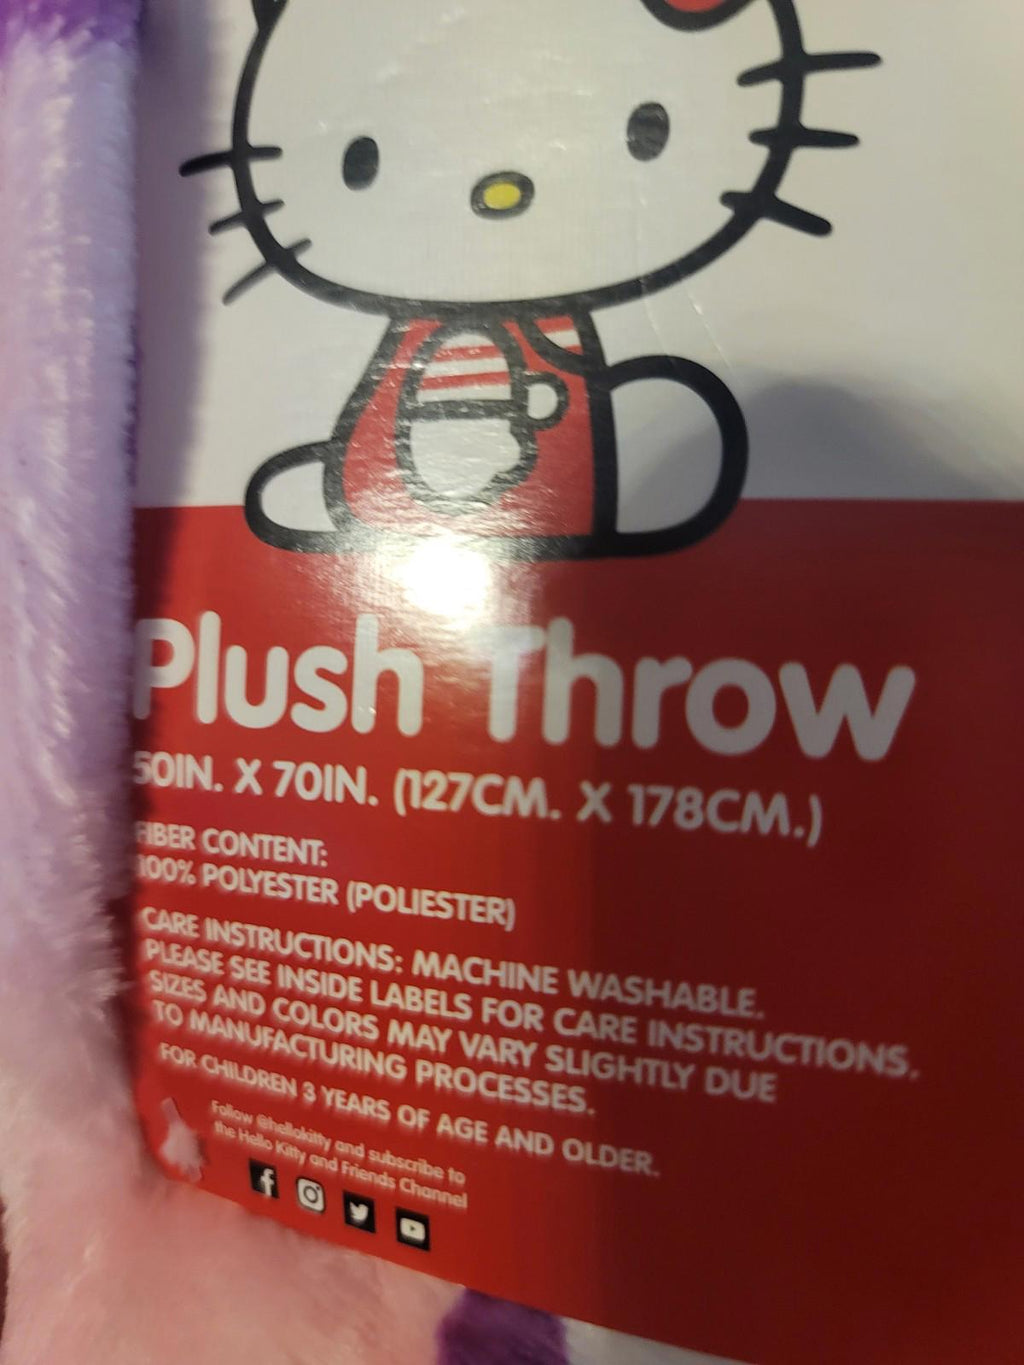 Plush Throw
50IN. X 70IN. (127CM. X 178CM.)
FIBER CONTENT:
100% POLYESTER (POLIESTER)
CARE INSTRUCTIONS: MACHINE WASHABLE.
PLEASE SEE INSIDE LABELS FOR CARE INSTRUCTIONS.
SIZES AND COLORS MAY VARY SLIGHTLY DUE
TO MANUFACTURING PROCESSES.
FOR CHILDREN 3 YEARS OF AGE AND OLDER.
Follow @hellokitty and subscribe to
the Hello Kitty and Friends Channel